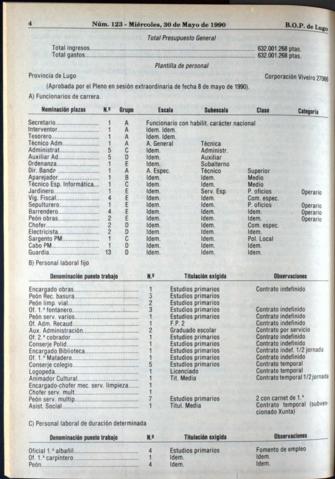 4 Núm. 123 - Miércoles, 30 de Mayo de 1990 B.O.P. de Lugo
Total Presupuesto General
Total ingresos 632.001.268 ptas.
Total gastos 632.001.268 ptas.
Plantilla de personal
Provincia de Lugo Corporación Viveiro
(Aprobada por el Pleno en sesión extraordinaria de fecha 8 de mayo 1990).
A) Funcionarios de carrera.
Nominación plazas N.º Grupo Escala Subescala Clase Categoría
Secretario 1 A Funcionario con habilit. carácter nacional
Interventor 1 A Idem. Idem.
Tesorero 1 A Idem. Idem.
Técnico Adm. 1 A A. General Técnica
Administrat. 5 C Idem. Administr.
Auxiliar Ad. 5 D Idem. Auxiliar
Ordenanza 1 E Idem. Subalterno
Dir. Bandr 1 A A. Espec. Técnico Superior
Aparejador 1 B Idem. Idem. Medio
Técnico Esp. Informática 1 C Idem. Idem. Medio
Jardinero 1 E Idem. Serv. Esp P. oficios Operario
Vig. Fiscal 4 E Idem. Idem. Com. espec.
Sepulturero 1 E Idem. Idem. P. oficios Operario
Barrendero 4 E Idem. Idem. Idem. Operario
Peón obras 2 E Idem. Idem. Idem. Operario
Chofer 2 D Idem. Idem. Com. espec.
Electricista 2 D Idem. Idem. Idem.
Sargento PM 1 C Idem. Idem. Pol. Local
Cabo PM 1 D Idem. Idem. Idem.
Guardia 13 D Idem. Idem. Idem.
B) Personal laboral fijo
Denominación puesto trabajo N.º Titulación exigida Observaciones
Encargado obras 1 Estudios primarios Contrato indefinido
Peón Rec. basura 3 Estudios primarios
Peón limp. vial 2 Estudios primarios
Of. 1.ª fontanero 3 Estudios primarios Contrato indefinido
Peón serv. varios 1 Estudios primarios Contrato indefinido
Of. Adm. Recaud 1 F.P. 2 Contrato indefinido
Aux. Administración 2 Graduado escolar Contrato por servicio
Of. 2.ª cobrador 1 Estudios primarios Contrato indefinido
Conserje Polid 1 Estudios primarios Contrato indefinido
Encargado Biblioteca 1 Estudios primarios Contrato indef. 1/2 jornada
Of. 1.ª Matadero 1 Estudios primarios Contrato indefinido
Conserje colegio 5 Estudios primarios Contrato temporal
Logopeda 1 Licenciado Contrato temporal
Animador Cultural 1 Tit. Medio Contrato temporal 1/2 jornada
Encargado-chofer mec. serv. limpieza 1
Chofer serv. mult 1
Peón serv. multip 7 Estudios primarios 2 con carnet de 1.ª
Asist. Social 1 Titul. Medio Contrato temporal (subvencionado Xunta)
C) Personal laboral de duración determinada
Denominación puesto trabajo N.º Titulación exigida Observaciones
Oficial 1.ª albañil 4 Estudios primarios Fomento de empleo
Of. 1.ª carpintero 1 Idem. Idem.
Peón 4 Idem. Idem.